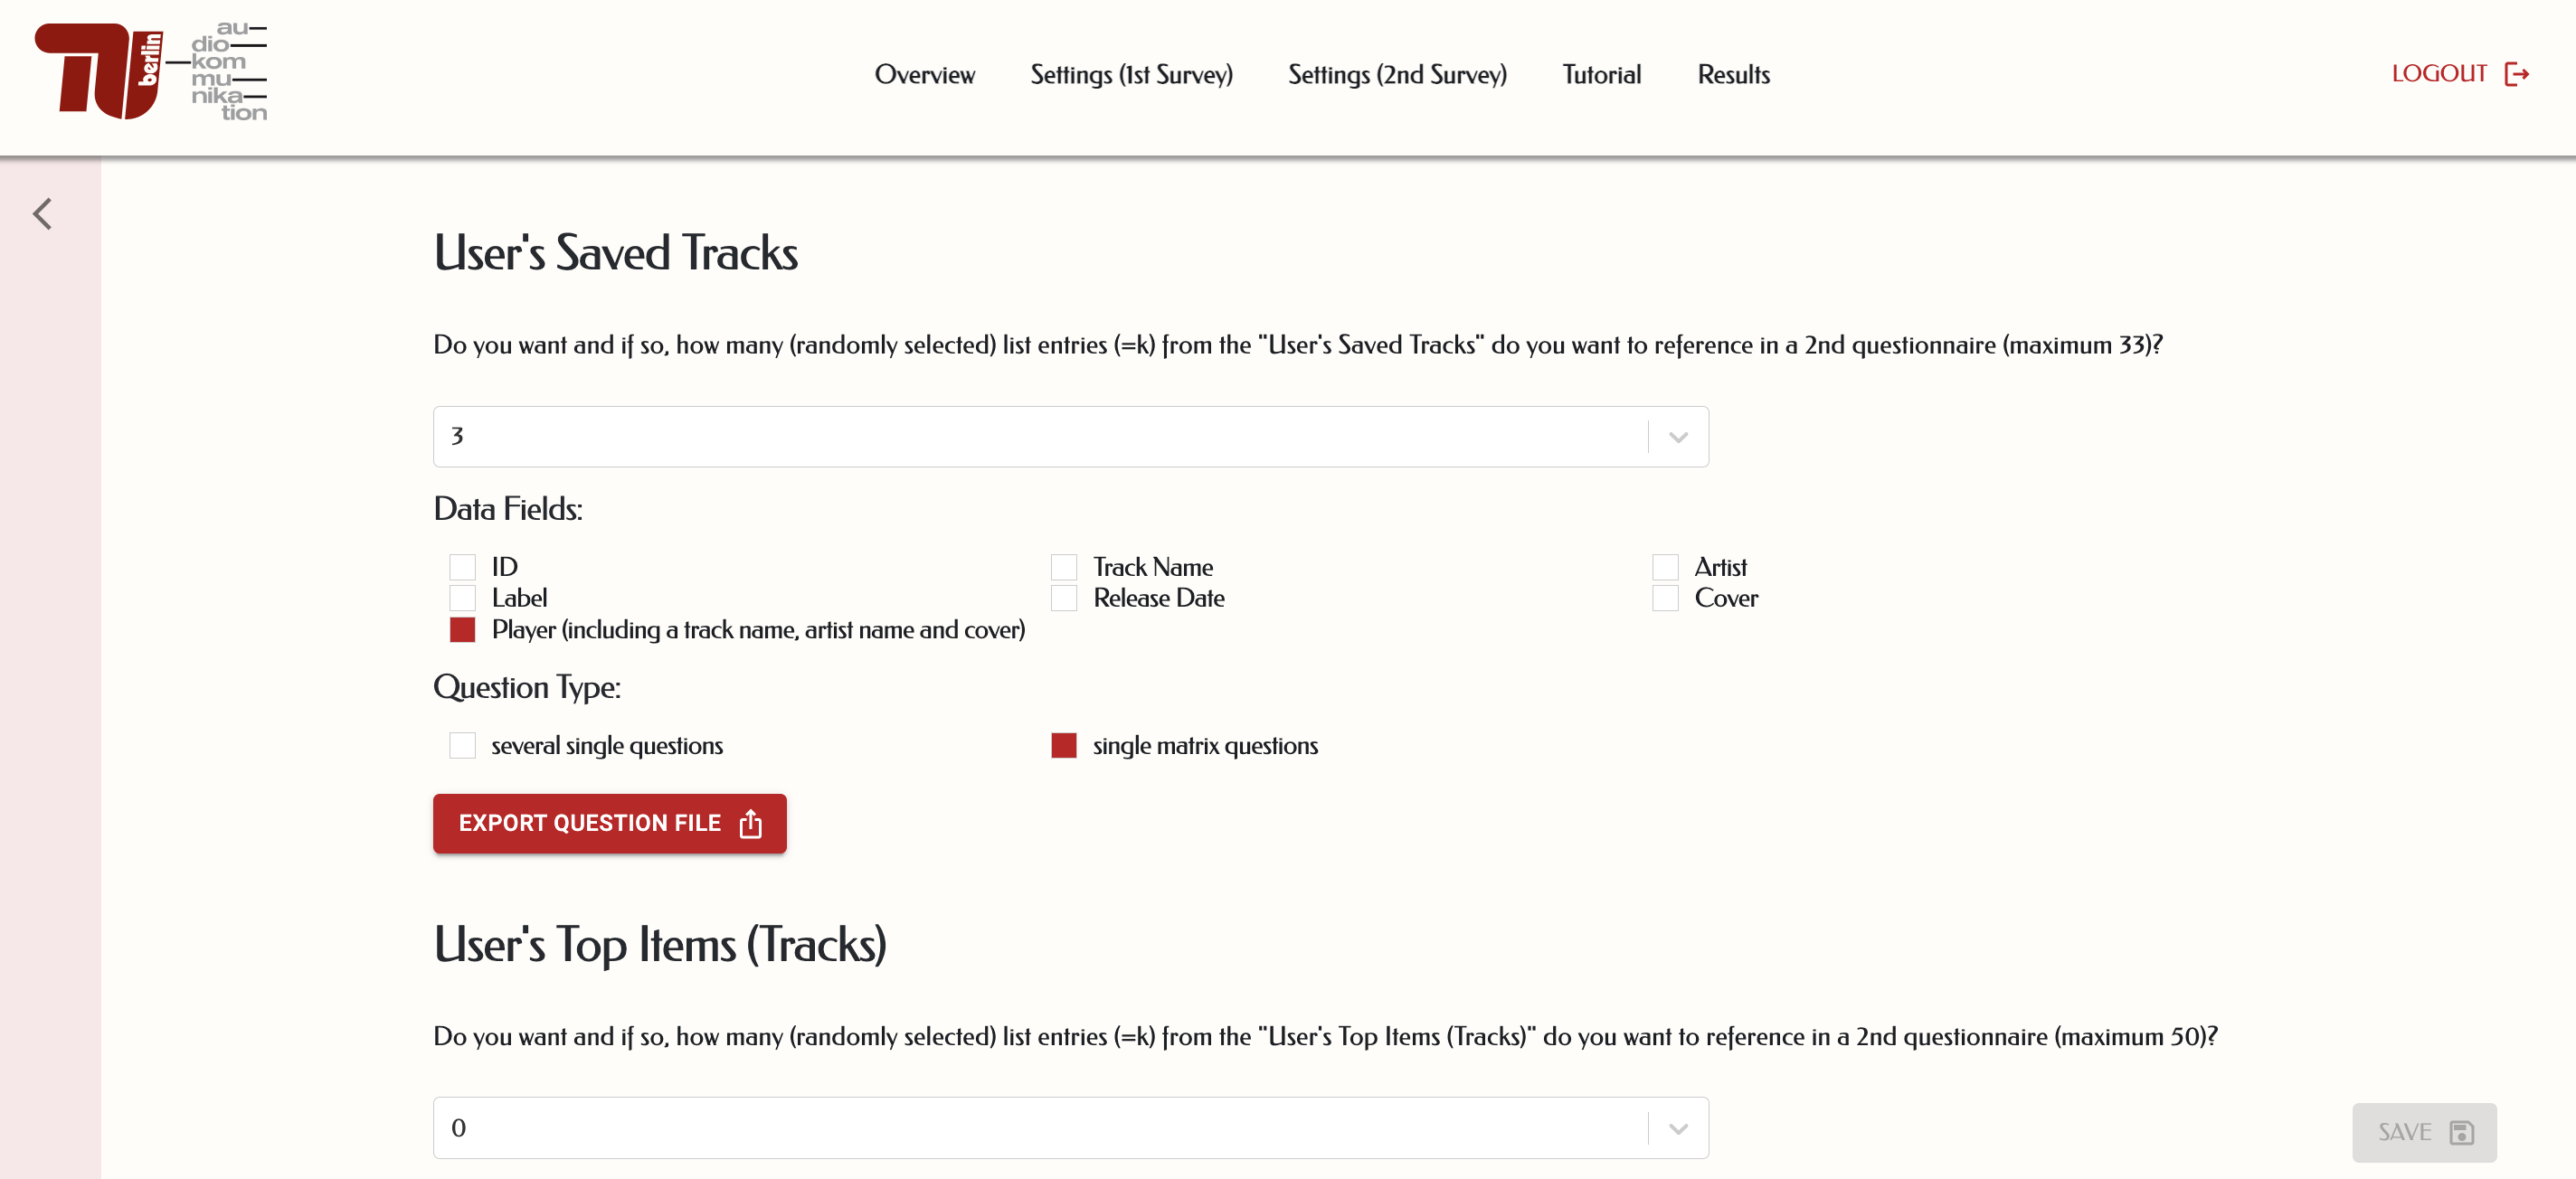 berlin
au
dio
kom
mu
nika
tion
Overview Settings (1st Survey) Settings (2nd Survey) Tutorial Results
LOGOUT
User's Saved Tracks
Do you want and if so, how many (randomly selected) list entries (=k) from the "User's Saved Tracks" do you want to reference in a 2nd questionnaire (maximum 33)?
3
Data Fields:
ID Track Name Artist
Label Release Date Cover
Player (including a track name, artist name and cover)
Question Type:
several single questions single matrix questions
EXPORT QUESTION FILE
User's Top Items (Tracks)
Do you want and if so, how many (randomly selected) list entries (=k) from the "User's Top Items (Tracks)" do you want to reference in a 2nd questionnaire (maximum 50)?
0
SAVE